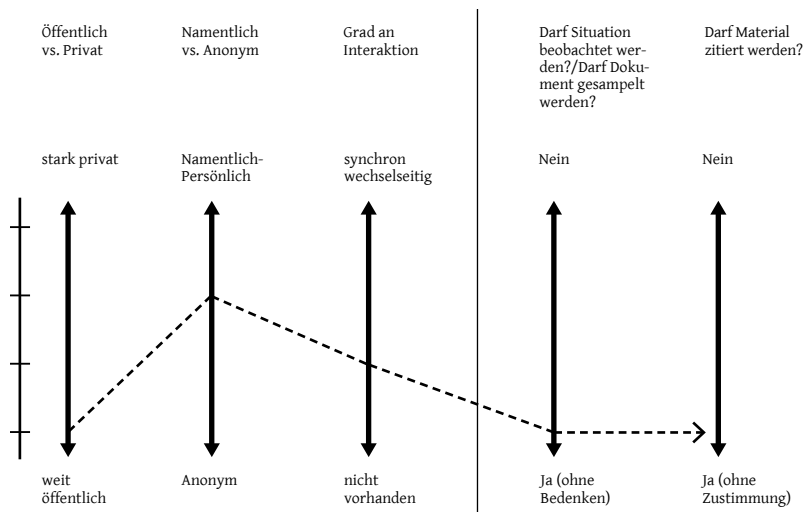 Öffentlich
vs. Privat
Namentlich
vs. Anonym
Grad an
Interaktion
Darf Situation
beobachtet wer-
den?/Darf Doku-
ment gesampelt
werden?
Darf Material
zitiert werden?
stark privat
Namentlich-
Persönlich
synchron
wechselseitig
Nein
Nein
weit
öffentlich
Anonym
nicht
vorhanden
Ja (ohne
Bedenken)
Ja (ohne
Zustimmung)